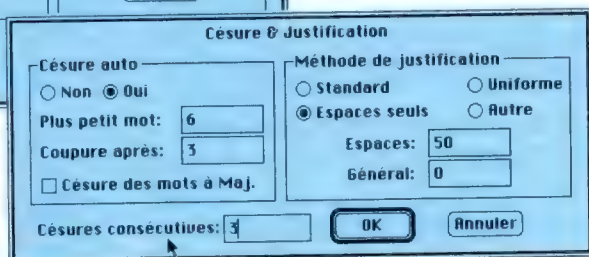 Césure & Justification
Césure auto
Non Oui
Plus petit mot: 6
Coupure après: 3
Césure des mots à Maj.
Méthode de justification
Standard Uniforme
Espaces seuls Autre
Espaces: 50
Général: 0
Césures consécutives: 3
OK Annuler